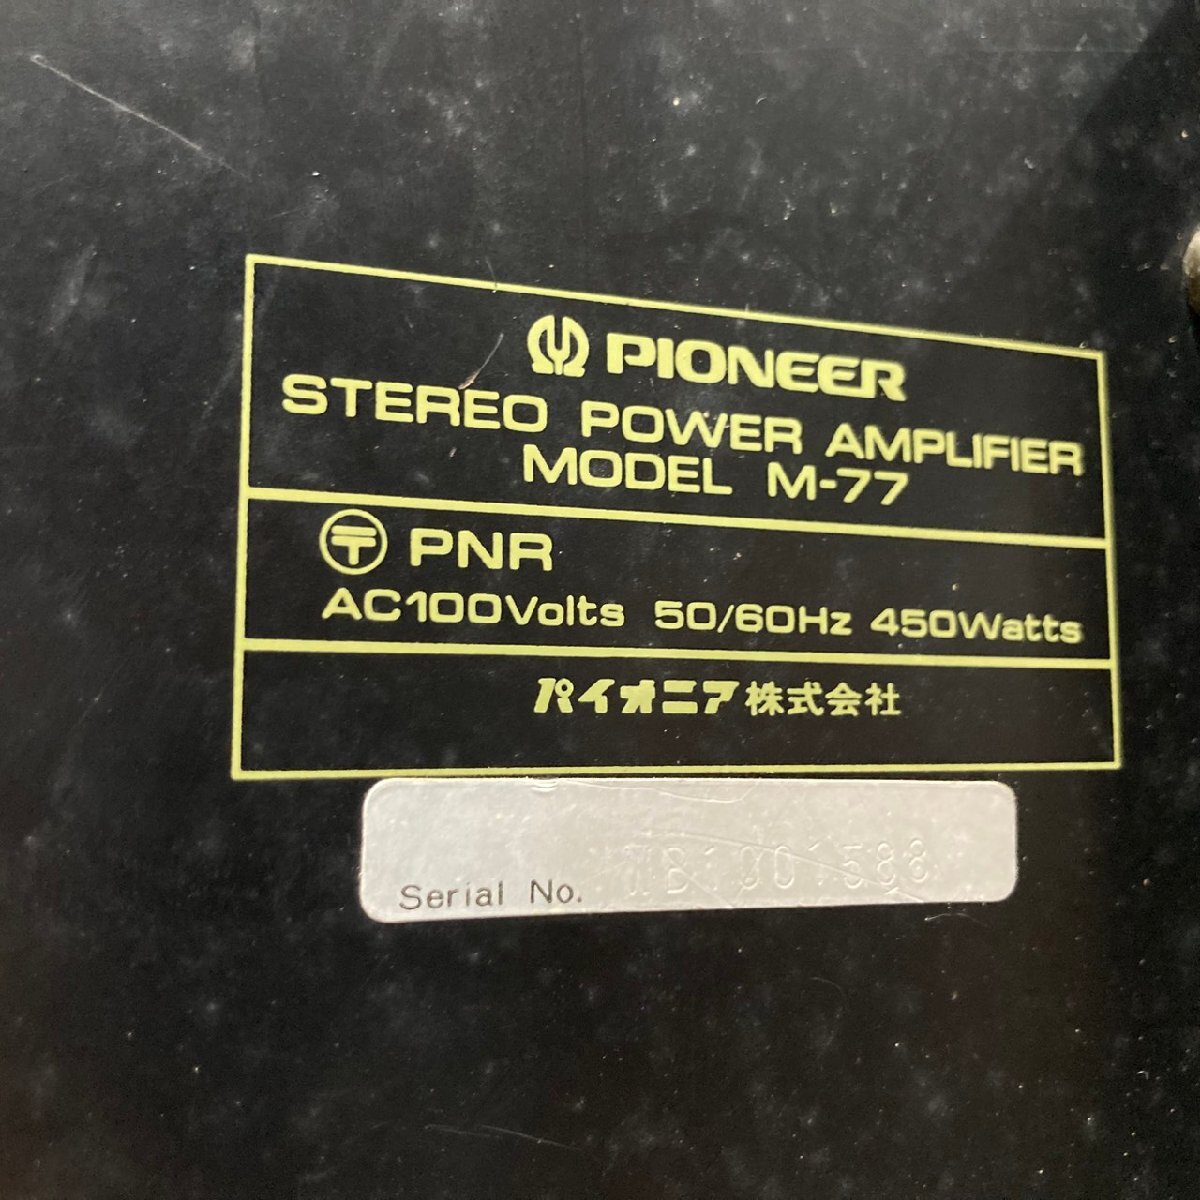 PIONEER
STEREO POWER AMPLIFIER
MODEL M-77
〒 PNR
AC100Volts 50/60Hz 450Watts
パイオニア株式会社
Serial No.